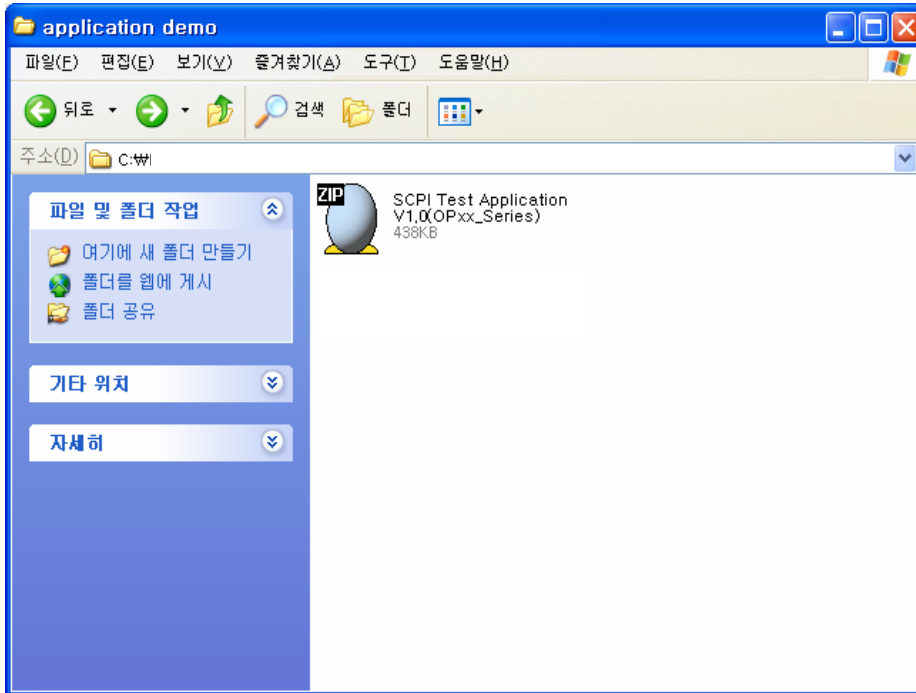 application demo
파일(F) 편집(E) 보기(V) 즐겨찾기(A) 도구(T) 도움말(H)
뒤로 검색 폴더
주소(D) C:₩
파일 및 폴더 작업
여기에 새 폴더 만들기
폴더를 웹에 게시
폴더 공유
기타 위치
자세히
ZIP
SCPI Test Application
V1,0(OPxx_Series)
438KB